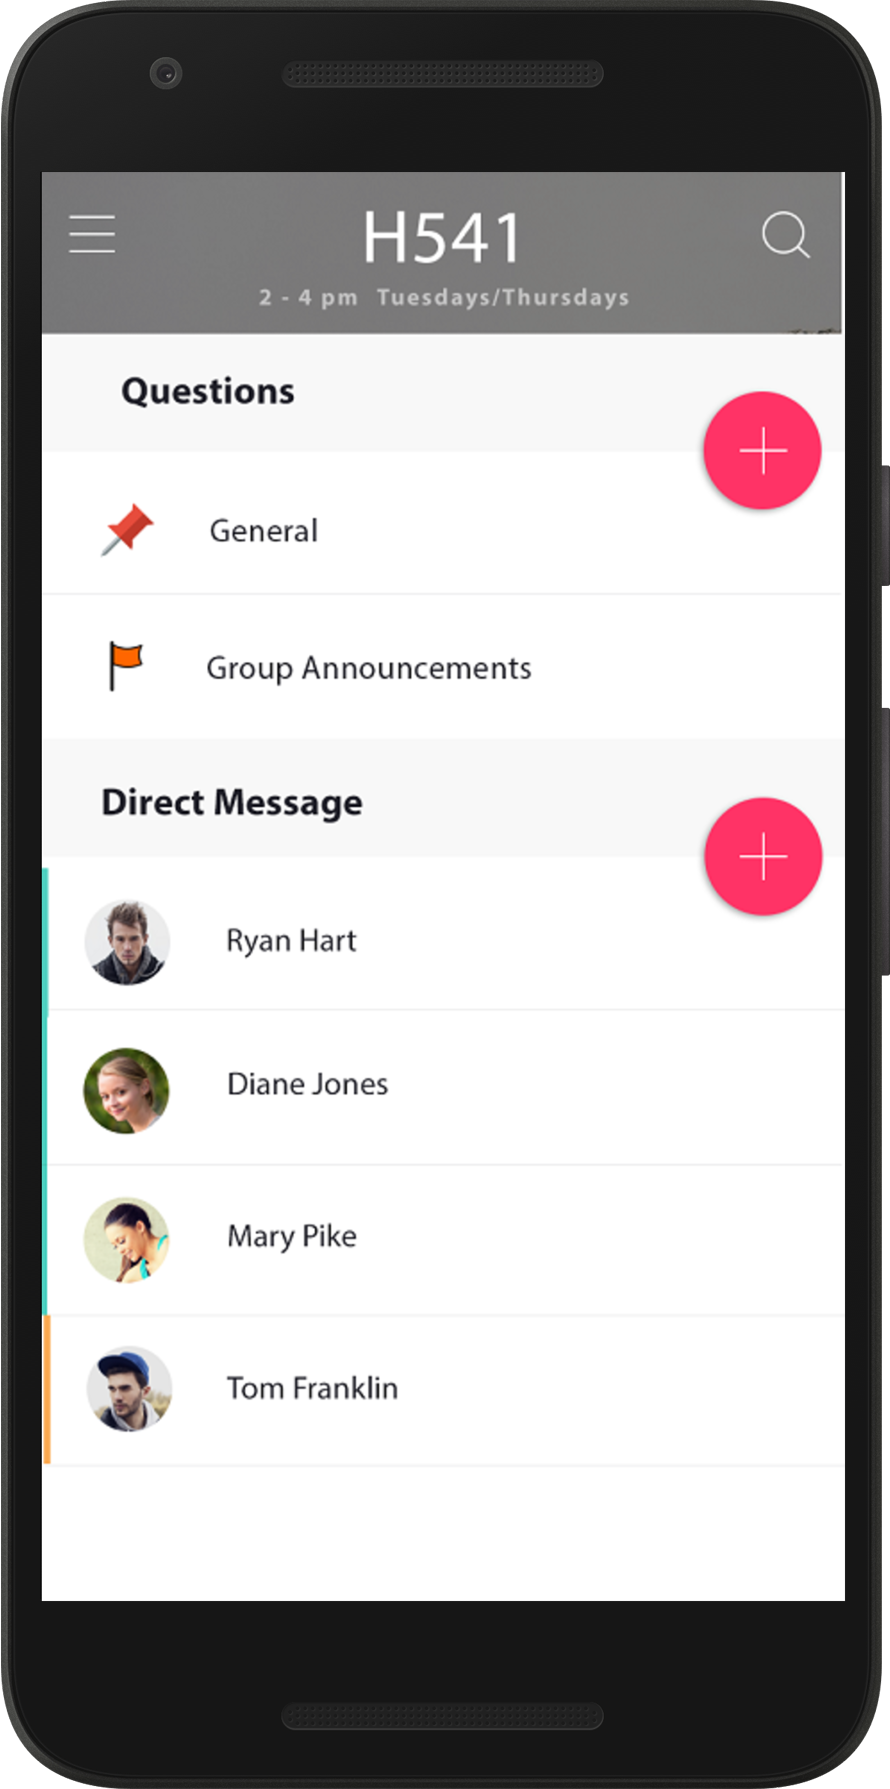 H541
2 - 4 pm Tuesdays/Thursdays
Questions
General
Group Announcements
Direct Message
Ryan Hart
Diane Jones
Mary Pike
Tom Franklin